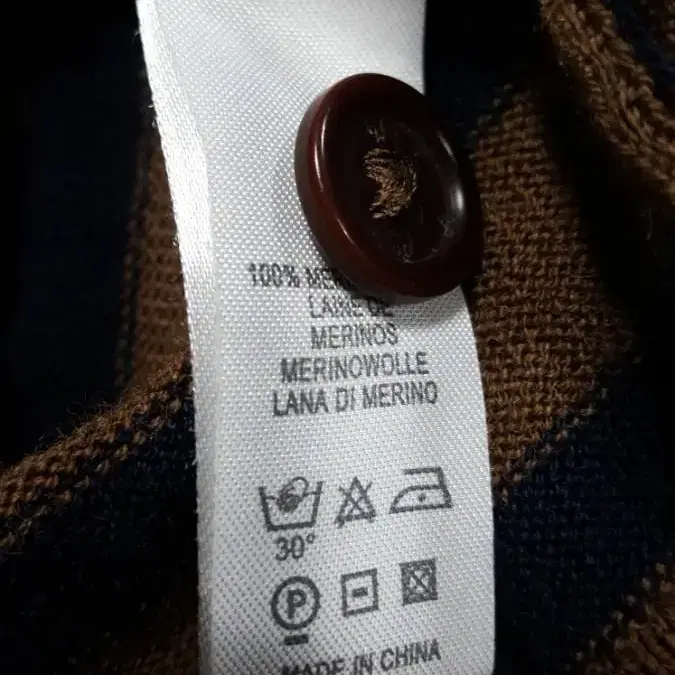 100%
LAINE DE
MERINOS
MERINOWOLLE
LANA DI MERINO
30°
P
MADE IN CHINA